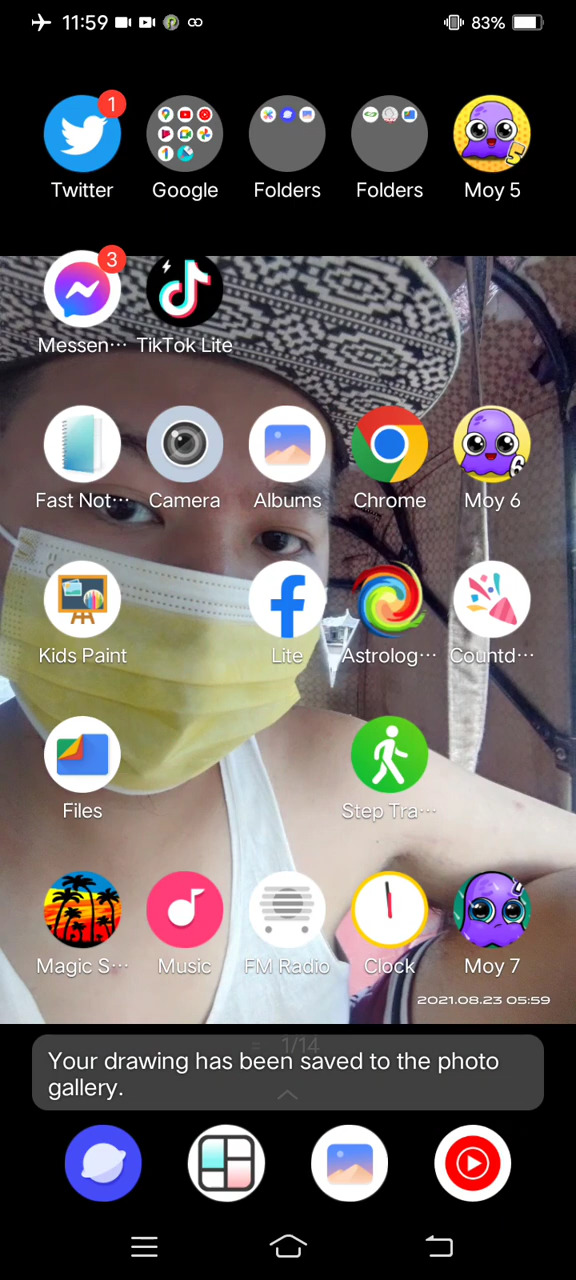 11:59
83%
1
Twitter
Google
Folders
Folders
Moy 5
3
Messen···
TikTok Lite
Fast Not···
Camera
Albums
Chrome
Moy 6
Kids Paint
Lite
Astrolog···
Countd···
Files
Step Tra···
Magic S···
Music
FM Radio
Clock
Moy 7
2021.08.23 05:59
1/14
Your drawing has been saved to the photo
gallery.